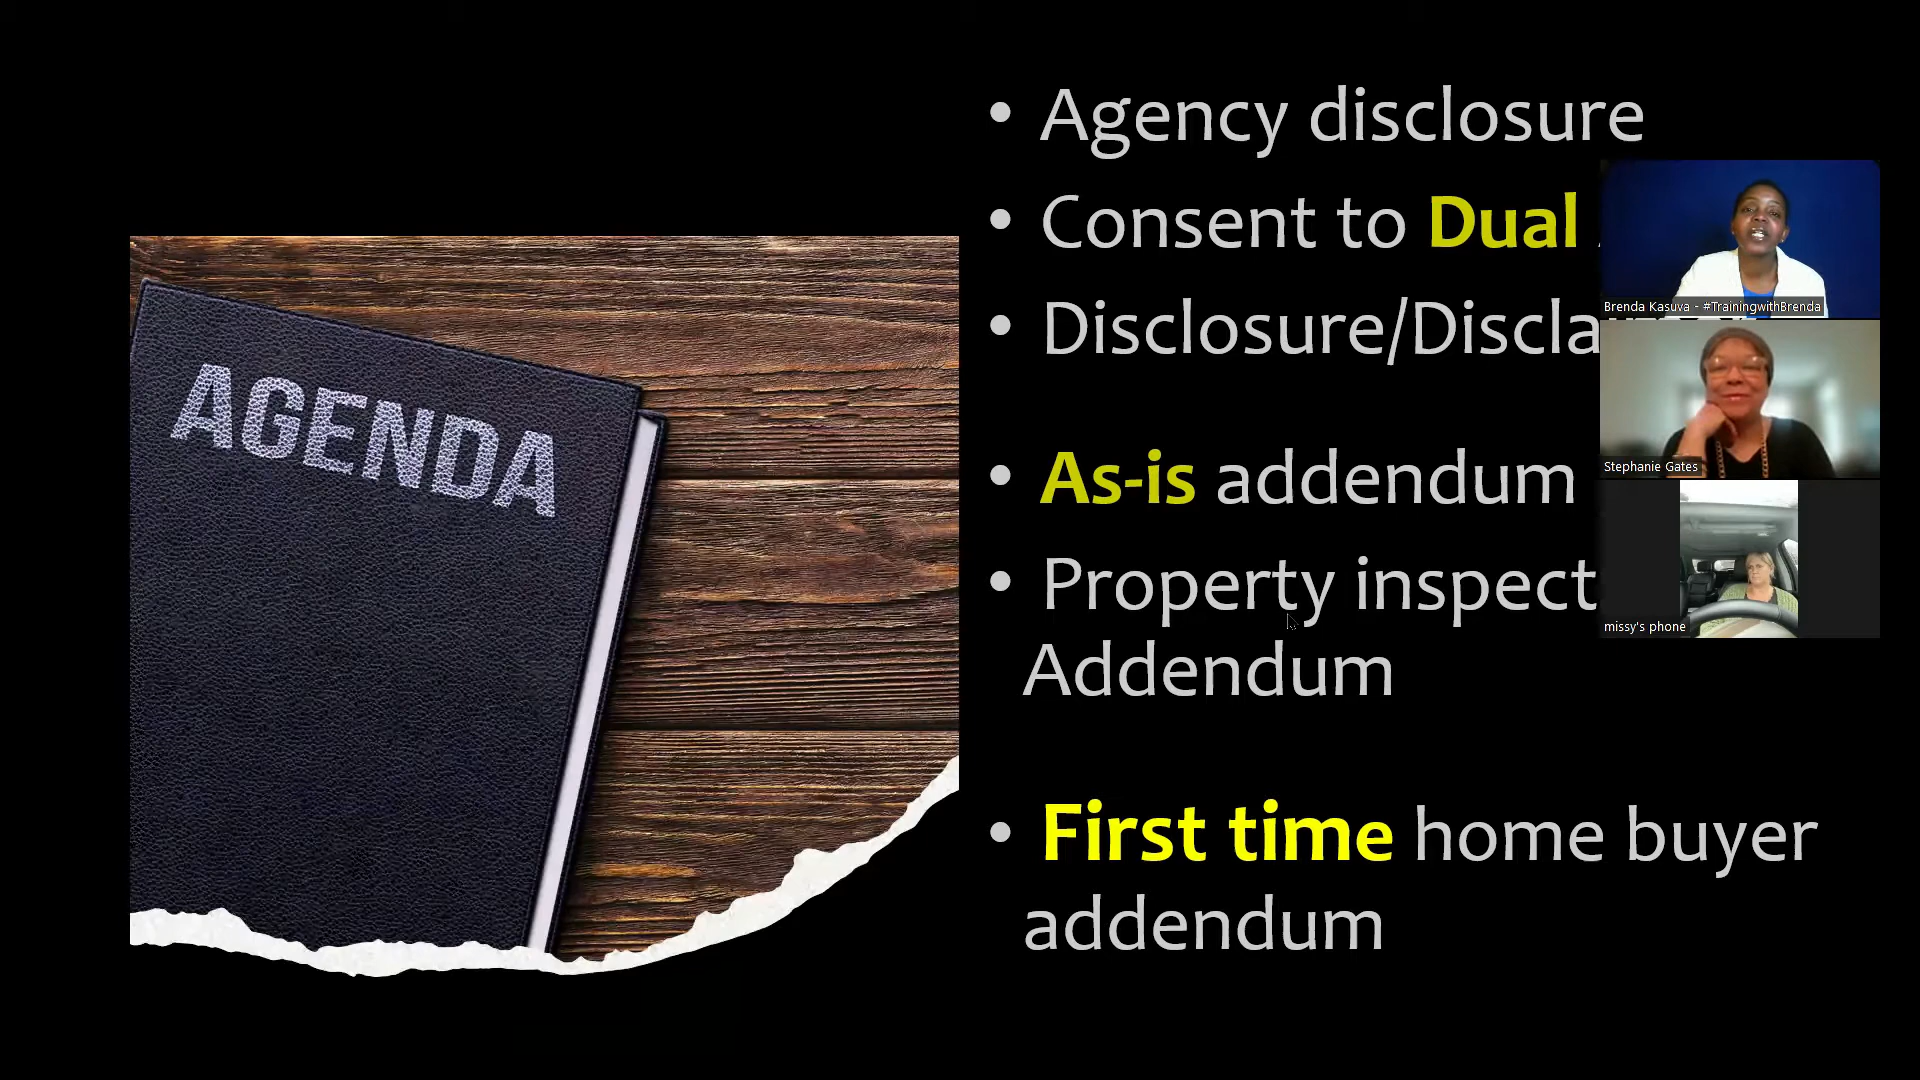 AGENDA
• Agency disclosure
• Consent to Dual
• Disclosure/Discla
• As-is addendum
• Property inspect
Addendum
• First time home buyer
addendum
Brenda Kasuva - #TrainingwithBrenda
Stephanie Gates
missy's phone